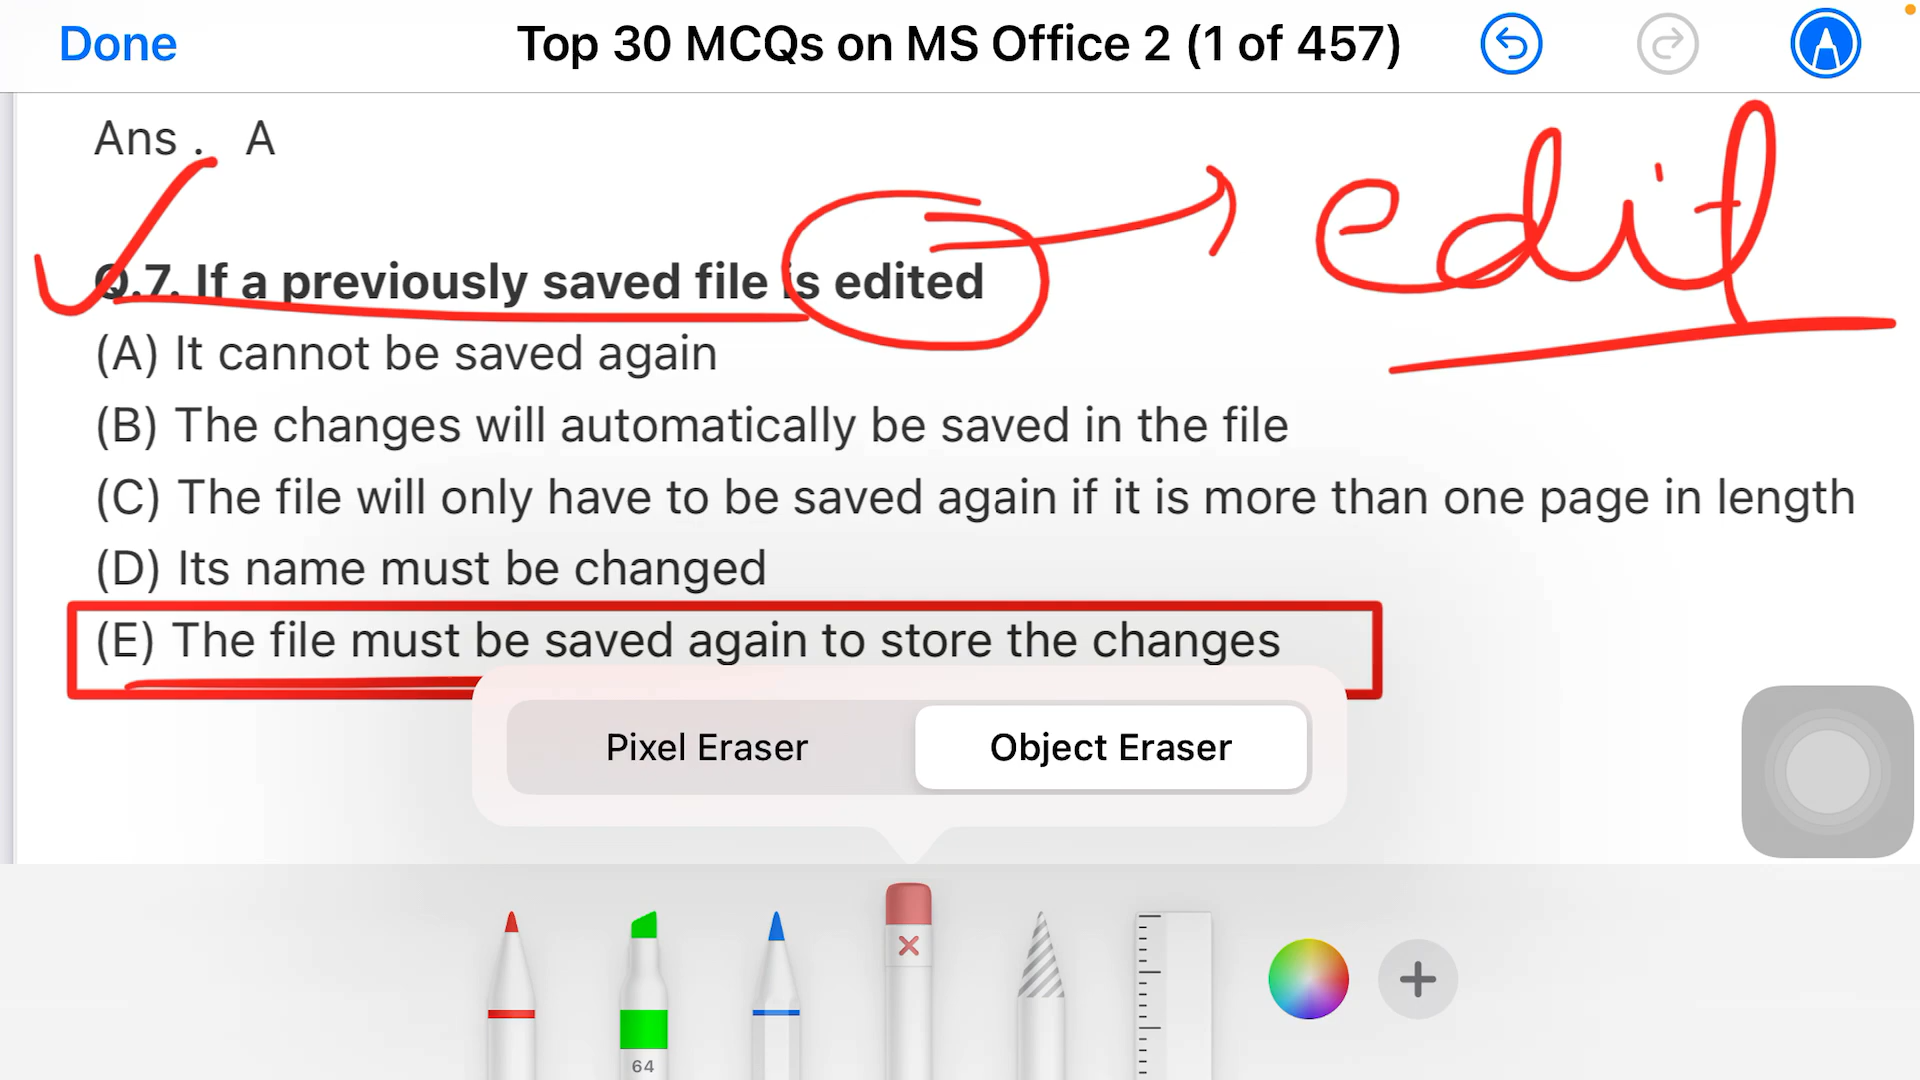 Done
Top 30 MCQs on MS Office 2 (1 of 457)
Ans . A
edit
Q.7. If a previously saved file is edited
(A) It cannot be saved again
(B) The changes will automatically be saved in the file
(C) The file will only have to be saved again if it is more than one page in length
(D) Its name must be changed
(E) The file must be saved again to store the changes
Pixel Eraser
Object Eraser
64